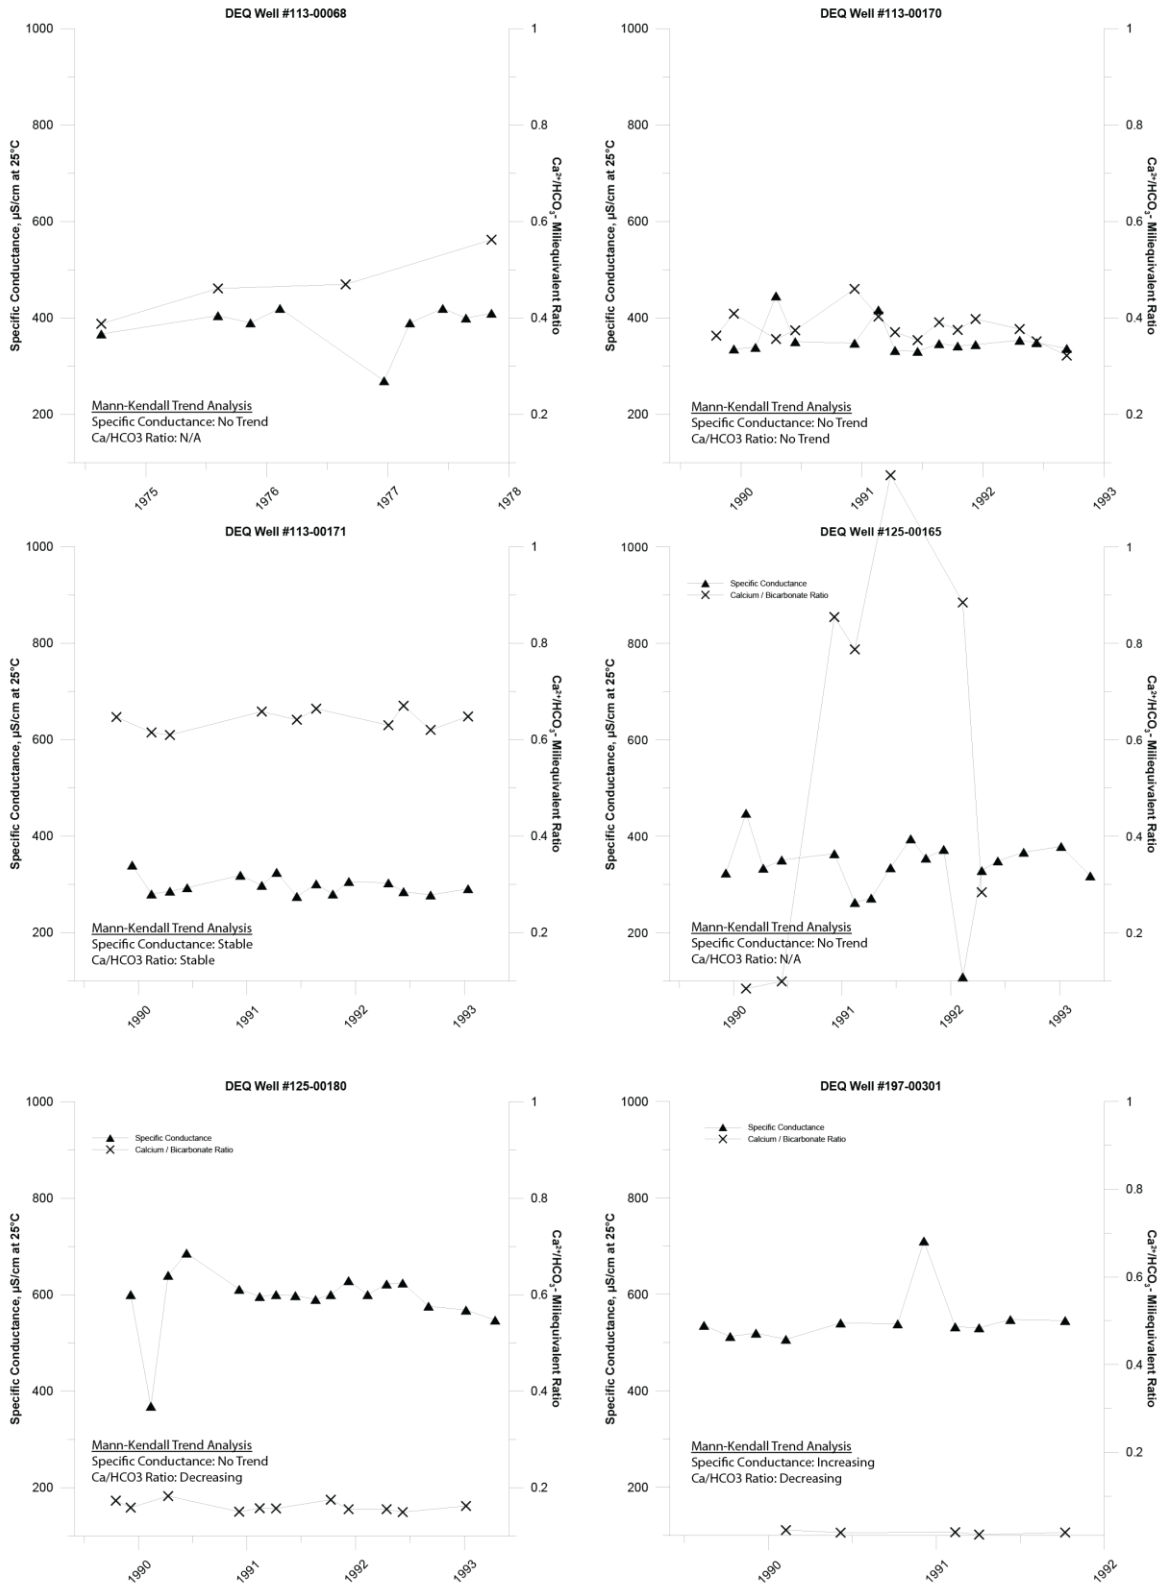 DEQ Well #113-00068
1000
800
600
400
200
Specific Conductance, µS/cm at 25°C
Mann-Kendall Trend Analysis
Specific Conductance: No Trend
Ca/HCO3 Ratio: N/A
1975
1976
1977
1978
DEQ Well #113-00170
1000
800
600
400
200
Specific Conductance, µS/cm at 25°C
1
0.8
0.6
0.4
0.2
Ca²⁺/HCO₃- Miliequivalent Ratio
1
0.8
0.6
0.4
0.2
Ca²⁺/HCO₃- Miliequivalent Ratio
Mann-Kendall Trend Analysis
Specific Conductance: No Trend
Ca/HCO3 Ratio: No Trend
1990
1991
1992
1993
DEQ Well #113-00171
1000
800
600
400
200
Specific Conductance, µS/cm at 25°C
1
0.8
0.6
0.4
0.2
Ca²⁺/HCO₃- Miliequivalent Ratio
Mann-Kendall Trend Analysis
Specific Conductance: Stable
Ca/HCO3 Ratio: Stable
1990
1991
1992
1993
DEQ Well #125-00165
1000
800
600
400
200
Specific Conductance, µS/cm at 25°C
1
0.8
0.6
0.4
0.2
Ca²⁺/HCO₃- Miliequivalent Ratio
Specific Conductance
Calcium / Bicarbonate Ratio
Mann-Kendall Trend Analysis
Specific Conductance: No Trend
Ca/HCO3 Ratio: N/A
1990
1991
1992
1993
DEQ Well #125-00180
1000
800
600
400
200
Specific Conductance, µS/cm at 25°C
1
0.8
0.6
0.4
0.2
Ca²⁺/HCO₃- Miliequivalent Ratio
Specific Conductance
Calcium / Bicarbonate Ratio
Mann-Kendall Trend Analysis
Specific Conductance: No Trend
Ca/HCO3 Ratio: Decreasing
1990
1991
1992
1993
DEQ Well #197-00301
1000
800
600
400
200
Specific Conductance, µS/cm at 25°C
1
0.8
0.6
0.4
0.2
Ca²⁺/HCO₃- Miliequivalent Ratio
Specific Conductance
Calcium / Bicarbonate Ratio
Mann-Kendall Trend Analysis
Specific Conductance: Increasing
Ca/HCO3 Ratio: Decreasing
1990
1991
1992